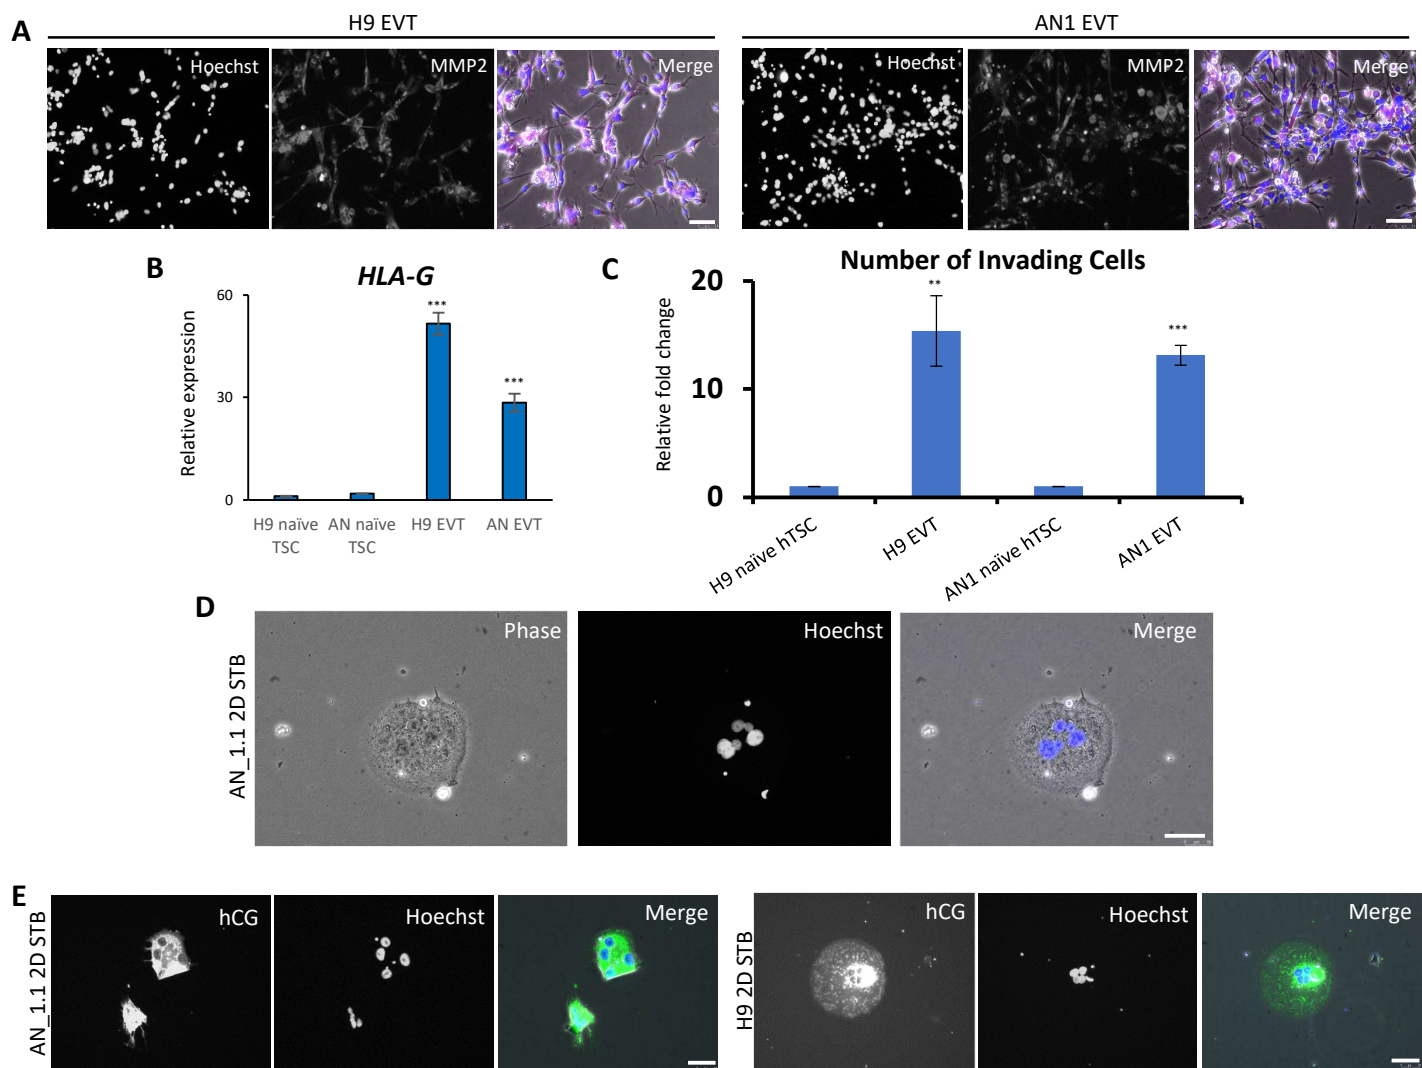 A
H9 EVT
AN1 EVT
Hoechst
MMP2
Merge
Hoechst
MMP2
Merge
B
HLA-G
Relative expression
60
30
0
***
***
H9 naïve TSC
AN naïve TSC
H9 EVT
AN EVT
C
Number of Invading Cells
Relative fold change
20
10
0
**
***
H9 naïve hTSC
H9 EVT
AN1 naïve hTSC
AN1 EVT
D
AN_1.1 2D STB
Phase
Hoechst
Merge
E
AN_1.1 2D STB
hCG
Hoechst
Merge
H9 2D STB
hCG
Hoechst
Merge